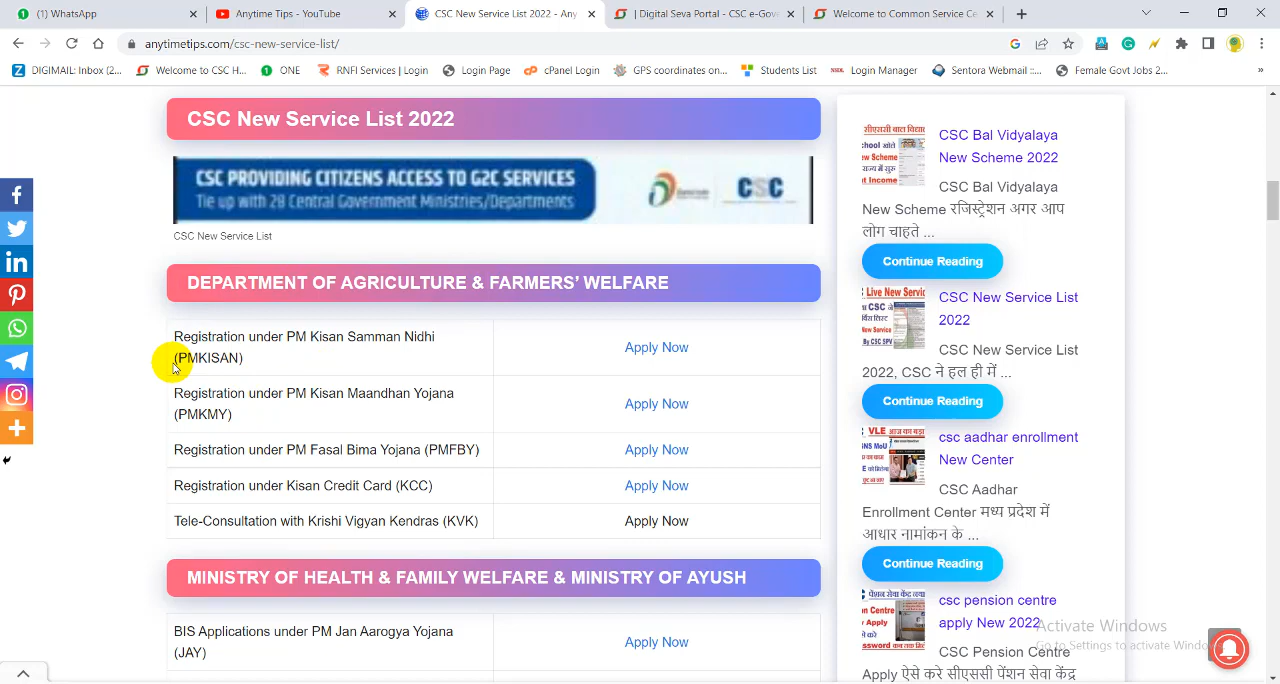 (1) WhatsApp
Anytime Tips - YouTube
CSC New Service List 2022 - Any
| Digital Seva Portal - CSC e-Gove
Welcome to Common Service Ce
anytimetips.com/csc-new-service-list/
DIGIMAIL: Inbox (2...
Welcome to CSC H...
ONE
RNFI Services | Login
Login Page
cPanel Login
GPS coordinates on...
Students List
Login Manager
Sentora Webmail ::...
Female Govt Jobs 2...
»
CSC New Service List 2022
CSC PROVIDING CITIZENS ACCESS TO G2C SERVICES
Tie up with 28 Central Government Ministries/Departments
CSC
CSC New Service List
DEPARTMENT OF AGRICULTURE & FARMERS' WELFARE
Registration under PM Kisan Samman Nidhi
(PMKISAN)
Apply Now
Registration under PM Kisan Maandhan Yojana
(PMKMY)
Apply Now
Registration under PM Fasal Bima Yojana (PMFBY)
Apply Now
Registration under Kisan Credit Card (KCC)
Apply Now
Tele-Consultation with Krishi Vigyan Kendras (KVK)
Apply Now
MINISTRY OF HEALTH & FAMILY WELFARE & MINISTRY OF AYUSH
BIS Applications under PM Jan Aarogya Yojana
(JAY)
Apply Now
CSC Bal Vidyalaya
New Scheme 2022
CSC Bal Vidyalaya
New Scheme रजिस्ट्रेशन अगर आप
लोग चाहते ...
Continue Reading
CSC New Service List
2022
CSC New Service List
2022, CSC ने हल ही में ...
Continue Reading
csc aadhar enrollment
New Center
CSC Aadhar
Enrollment Center मध्य प्रदेश में
आधार नामांकन के ...
Continue Reading
csc pension centre
apply New 2022
CSC Pension Centre
Apply ऐसे करे सीएससी पेंशन सेवा केंद्र
Activate Windows
Go to Settings to activate Windo